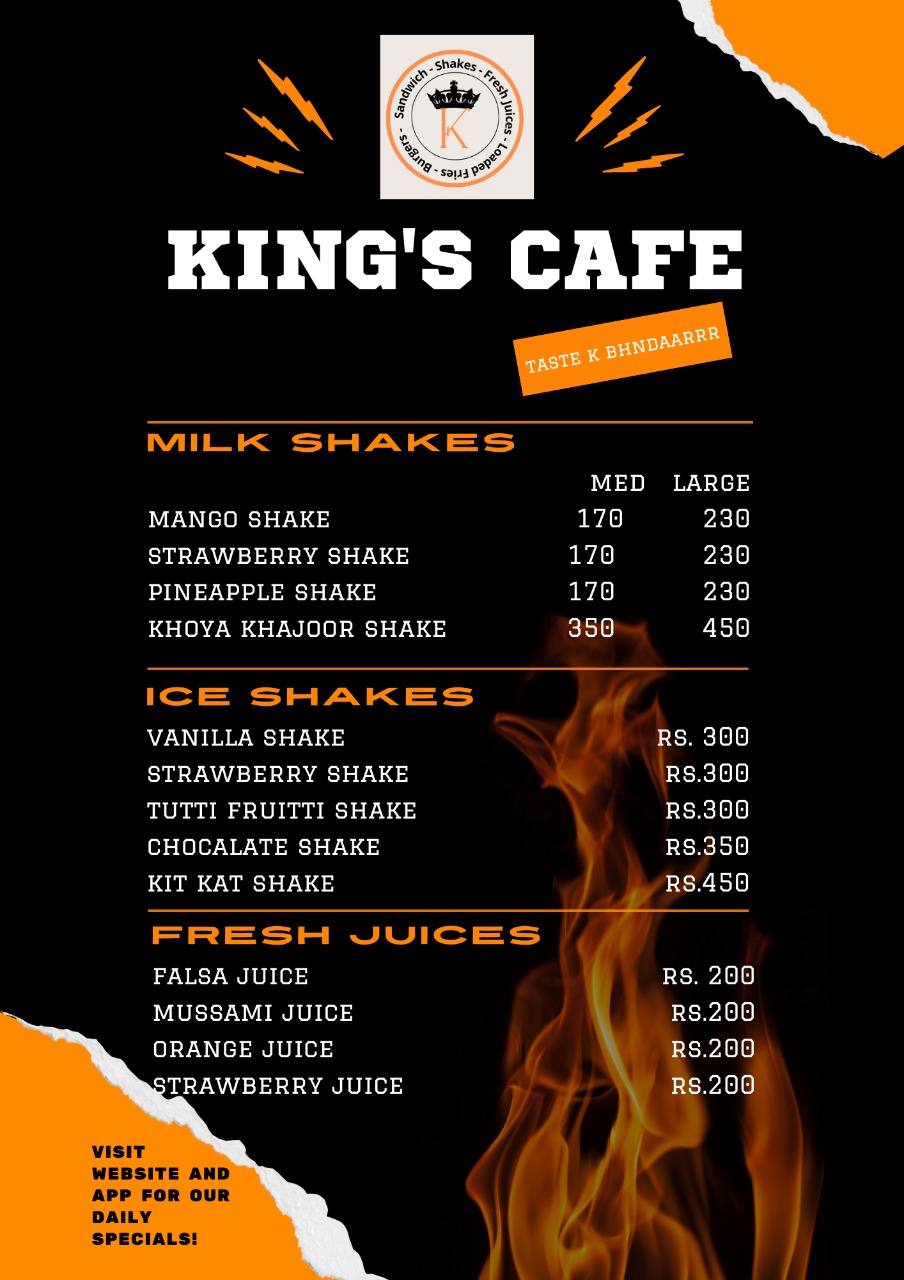 Sandwich - Shakes - Fresh Juices - Loaded Fries - Burgers -
K
KING'S CAFE
TASTE K BHNDAARRR
MILK SHAKES
MED LARGE
MANGO SHAKE 170 230
STRAWBERRY SHAKE 170 230
PINEAPPLE SHAKE 170 230
KHOYA KHAJOOR SHAKE 350 450
ICE SHAKES
VANILLA SHAKE RS. 300
STRAWBERRY SHAKE RS.300
TUTTI FRUITTI SHAKE RS.300
CHOCALATE SHAKE RS.350
KIT KAT SHAKE RS.450
FRESH JUICES
FALSA JUICE RS. 200
MUSSAMI JUICE RS.200
ORANGE JUICE RS.200
STRAWBERRY JUICE RS.200
VISIT
WEBSITE AND
APP FOR OUR
DAILY
SPECIALS!